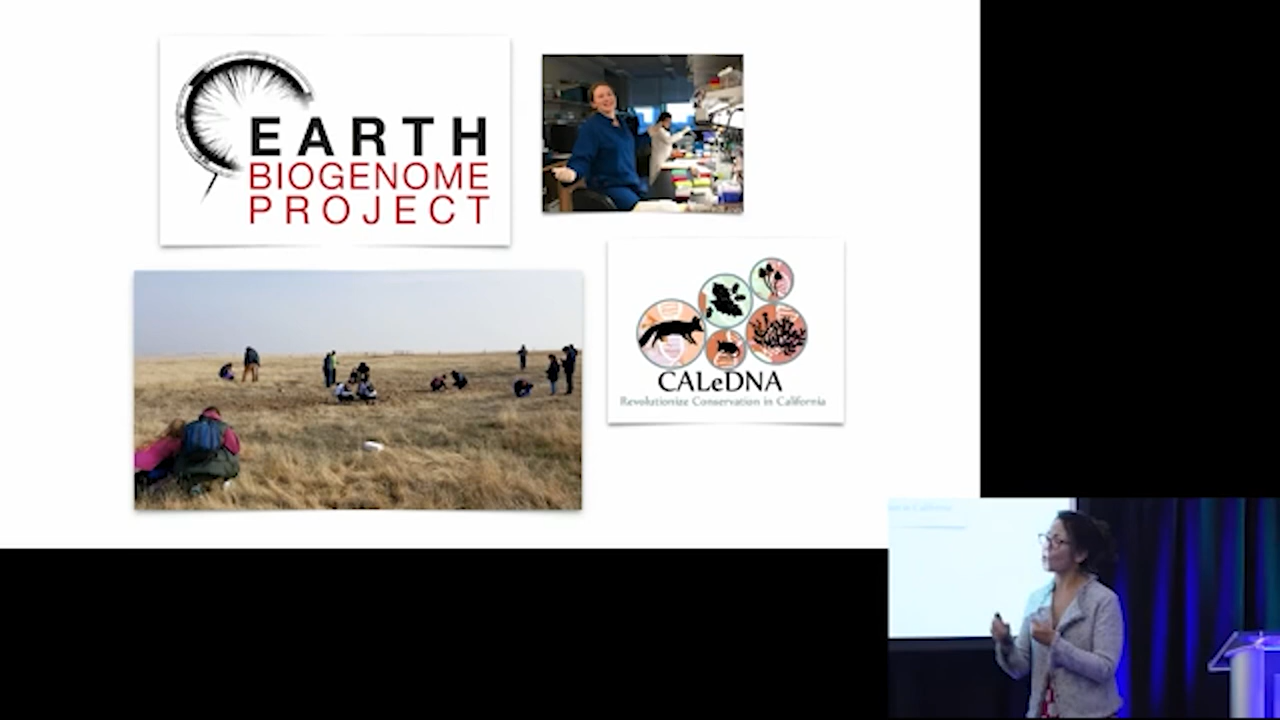 EARTH
BIOGENOME
PROJECT
CALeDNA
Revolutionize Conservation in California